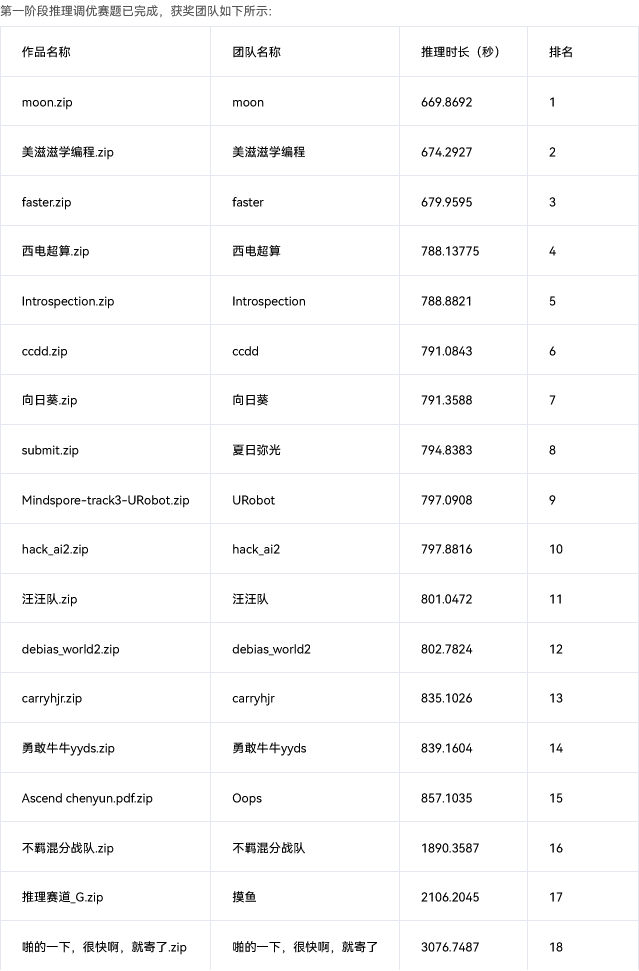 第一阶段推理调优赛题已完成，获奖团队如下所示：
作品名称 团队名称 推理时长（秒） 排名
moon.zip moon 669.8692 1
美滋滋学编程.zip 美滋滋学编程 674.2927 2
faster.zip faster 679.9595 3
西电超算.zip 西电超算 788.13775 4
Introspection.zip Introspection 788.8821 5
ccdd.zip ccdd 791.0843 6
向日葵.zip 向日葵 791.3588 7
submit.zip 夏日弥光 794.8383 8
Mindspore-track3-URobot.zip URobot 797.0908 9
hack_ai2.zip hack_ai2 797.8816 10
汪汪队.zip 汪汪队 801.0472 11
debias_world2.zip debias_world2 802.7824 12
carryhjr.zip carryhjr 835.1026 13
勇敢牛牛yyds.zip 勇敢牛牛yyds 839.1604 14
Ascend chenyun.pdf.zip Oops 857.1035 15
不羁混分战队.zip 不羁混分战队 1890.3587 16
推理赛道_G.zip 摸鱼 2106.2045 17
啪的一下，很快啊，就寄了.zip 啪的一下，很快啊，就寄了 3076.7487 18